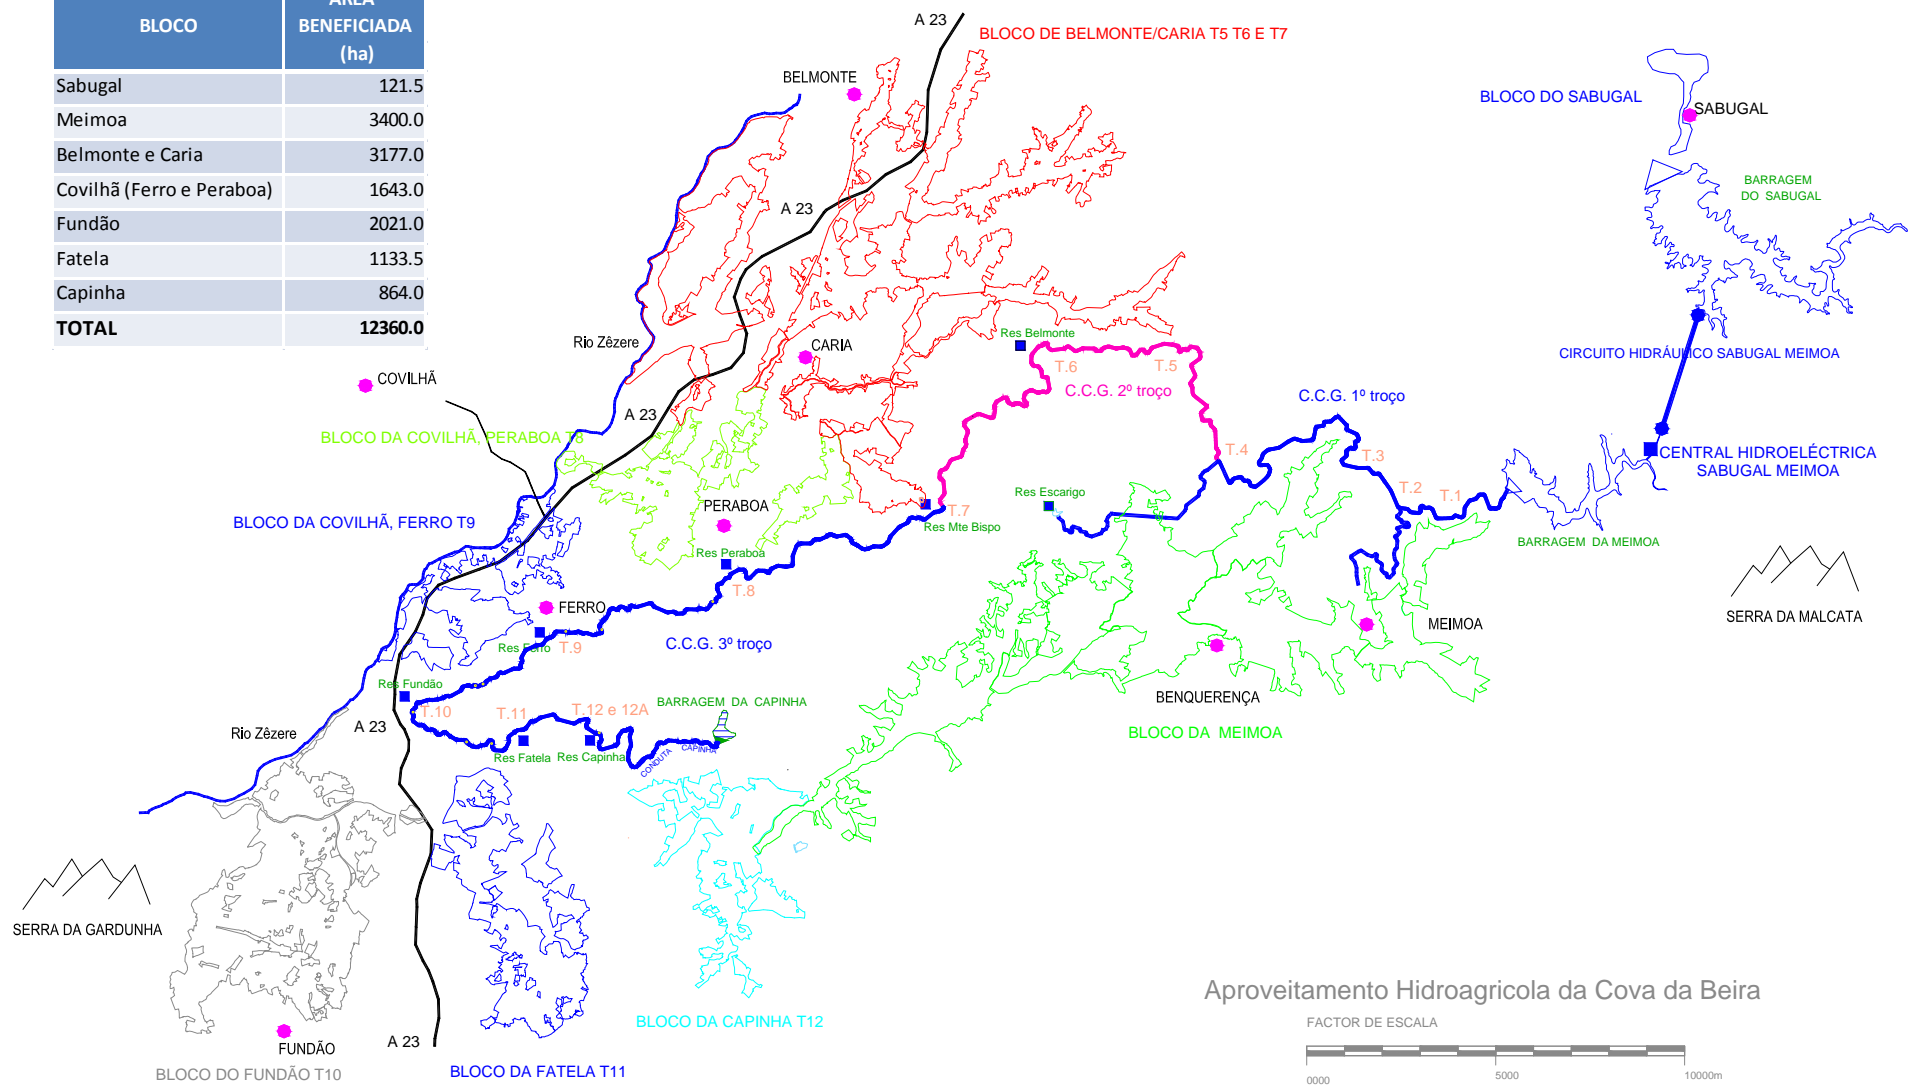 BLOCO
ÁREA
BENEFICIADA
(ha)
Sabugal 121.5
Meimoa 3400.0
Belmonte e Caria 3177.0
Covilhã (Ferro e Peraboa) 1643.0
Fundão 2021.0
Fatela 1133.5
Capinha 864.0
TOTAL 12360.0
A 23
BLOCO DE BELMONTE/CARIA T5 T6 E T7
BELMONTE
BLOCO DO SABUGAL
SABUGAL
BARRAGEM
DO SABUGAL
A 23
Rio Zêzere
CARIA
Res Belmonte
T.6
T.5
C.C.G. 2º troço
C.C.G. 1º troço
CIRCUITO HIDRÁULICO SABUGAL MEIMOA
COVILHÃ
A 23
BLOCO DA COVILHÃ, PERABOA T8
T.4
T.3
CENTRAL HIDROELÉCTRICA
SABUGAL MEIMOA
T.2
T.1
Res Escarigo
PERABOA
T.7
Res Mte Bispo
BLOCO DA COVILHÃ, FERRO T9
BARRAGEM DA MEIMOA
Res Peraboa
T.8
FERRO
SERRA DA MALCATA
MEIMOA
Res Ferro
T.9
C.C.G. 3º troço
Res Fundão
T.10
T.11
T.12 e 12A
BARRAGEM DA CAPINHA
BENQUERENÇA
BLOCO DA MEIMOA
Rio Zêzere
A 23
Res Fatela
Res Capinha
CONDUTA
CAPINHA
SERRA DA GARDUNHA
Aproveitamento Hidroagricola da Cova da Beira
FACTOR DE ESCALA
0000
5000
10000m
BLOCO DA CAPINHA T12
FUNDÃO
A 23
BLOCO DO FUNDÃO T10
BLOCO DA FATELA T11